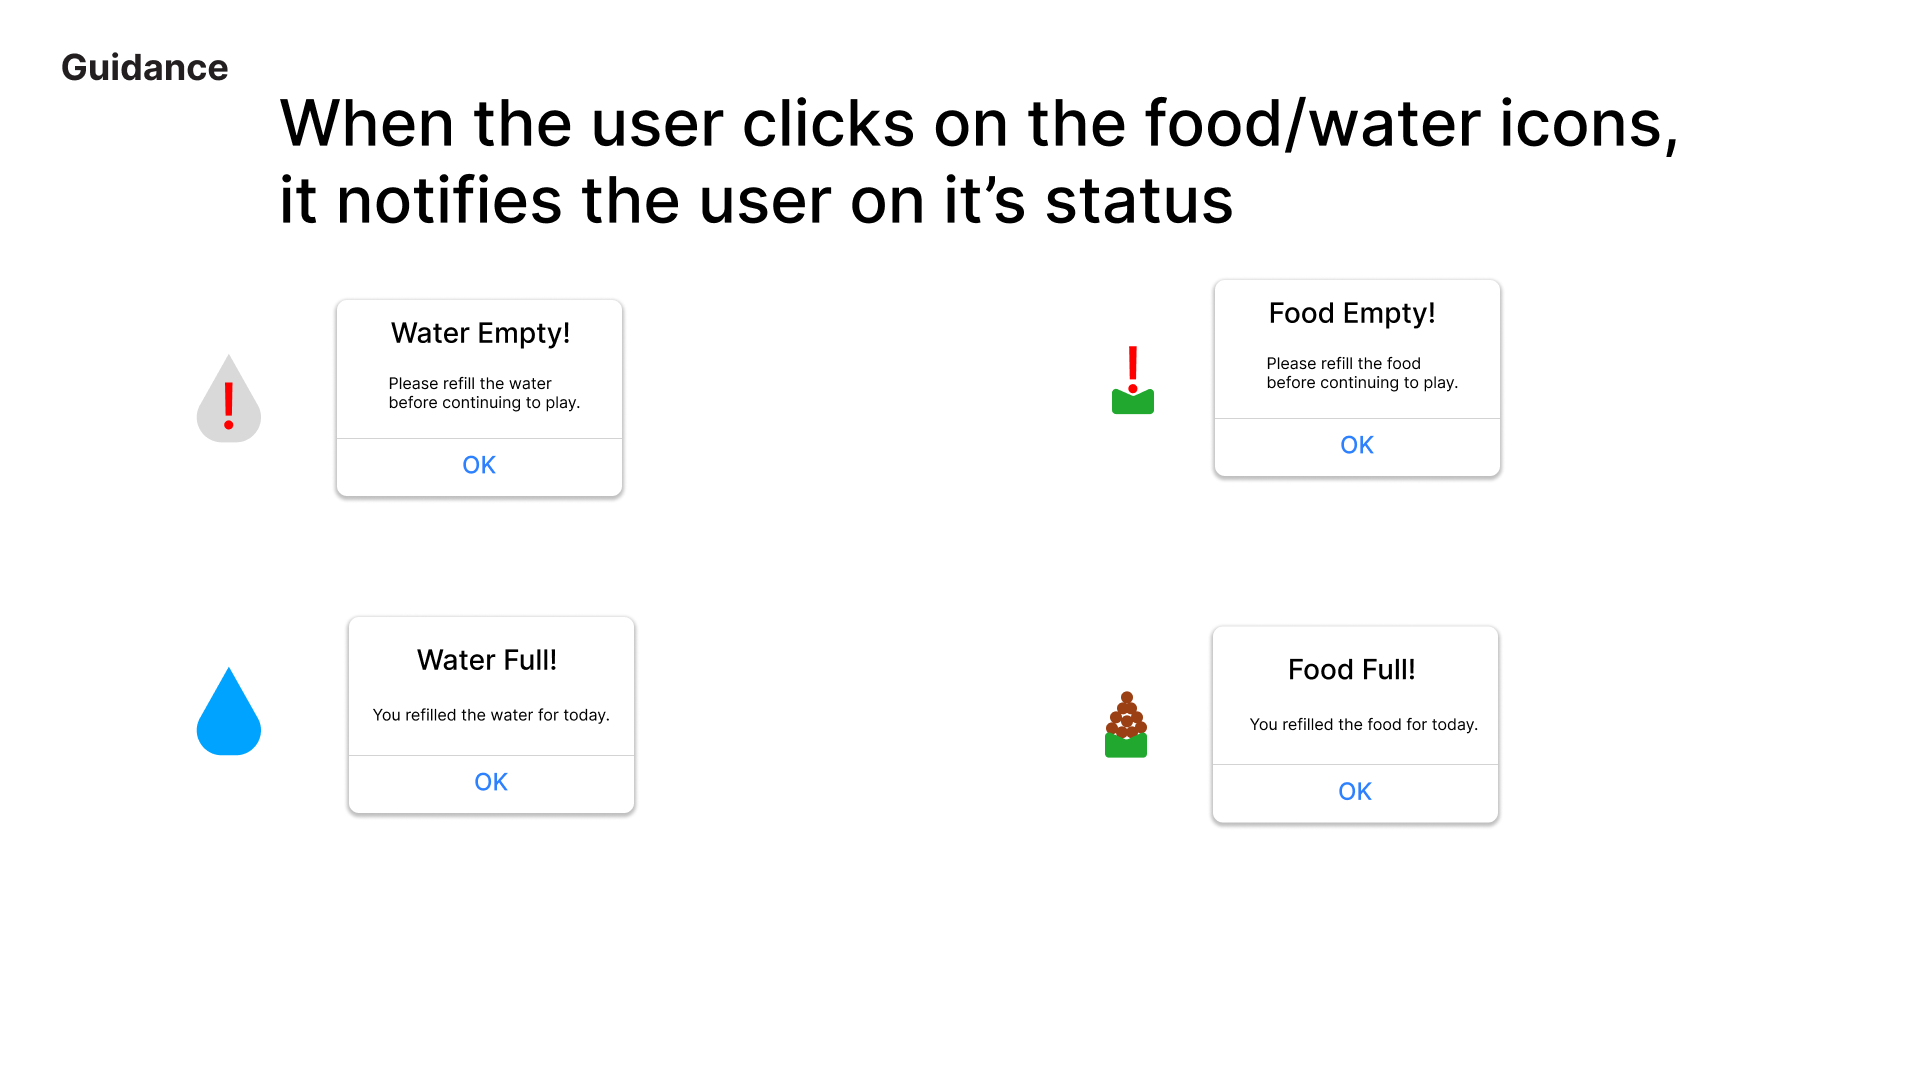 Guidance
When the user clicks on the food/water icons,
it notifies the user on it’s status
Water Empty!
Please refill the water
before continuing to play.
OK
Food Empty!
Please refill the food
before continuing to play.
OK
Water Full!
You refilled the water for today.
OK
Food Full!
You refilled the food for today.
OK